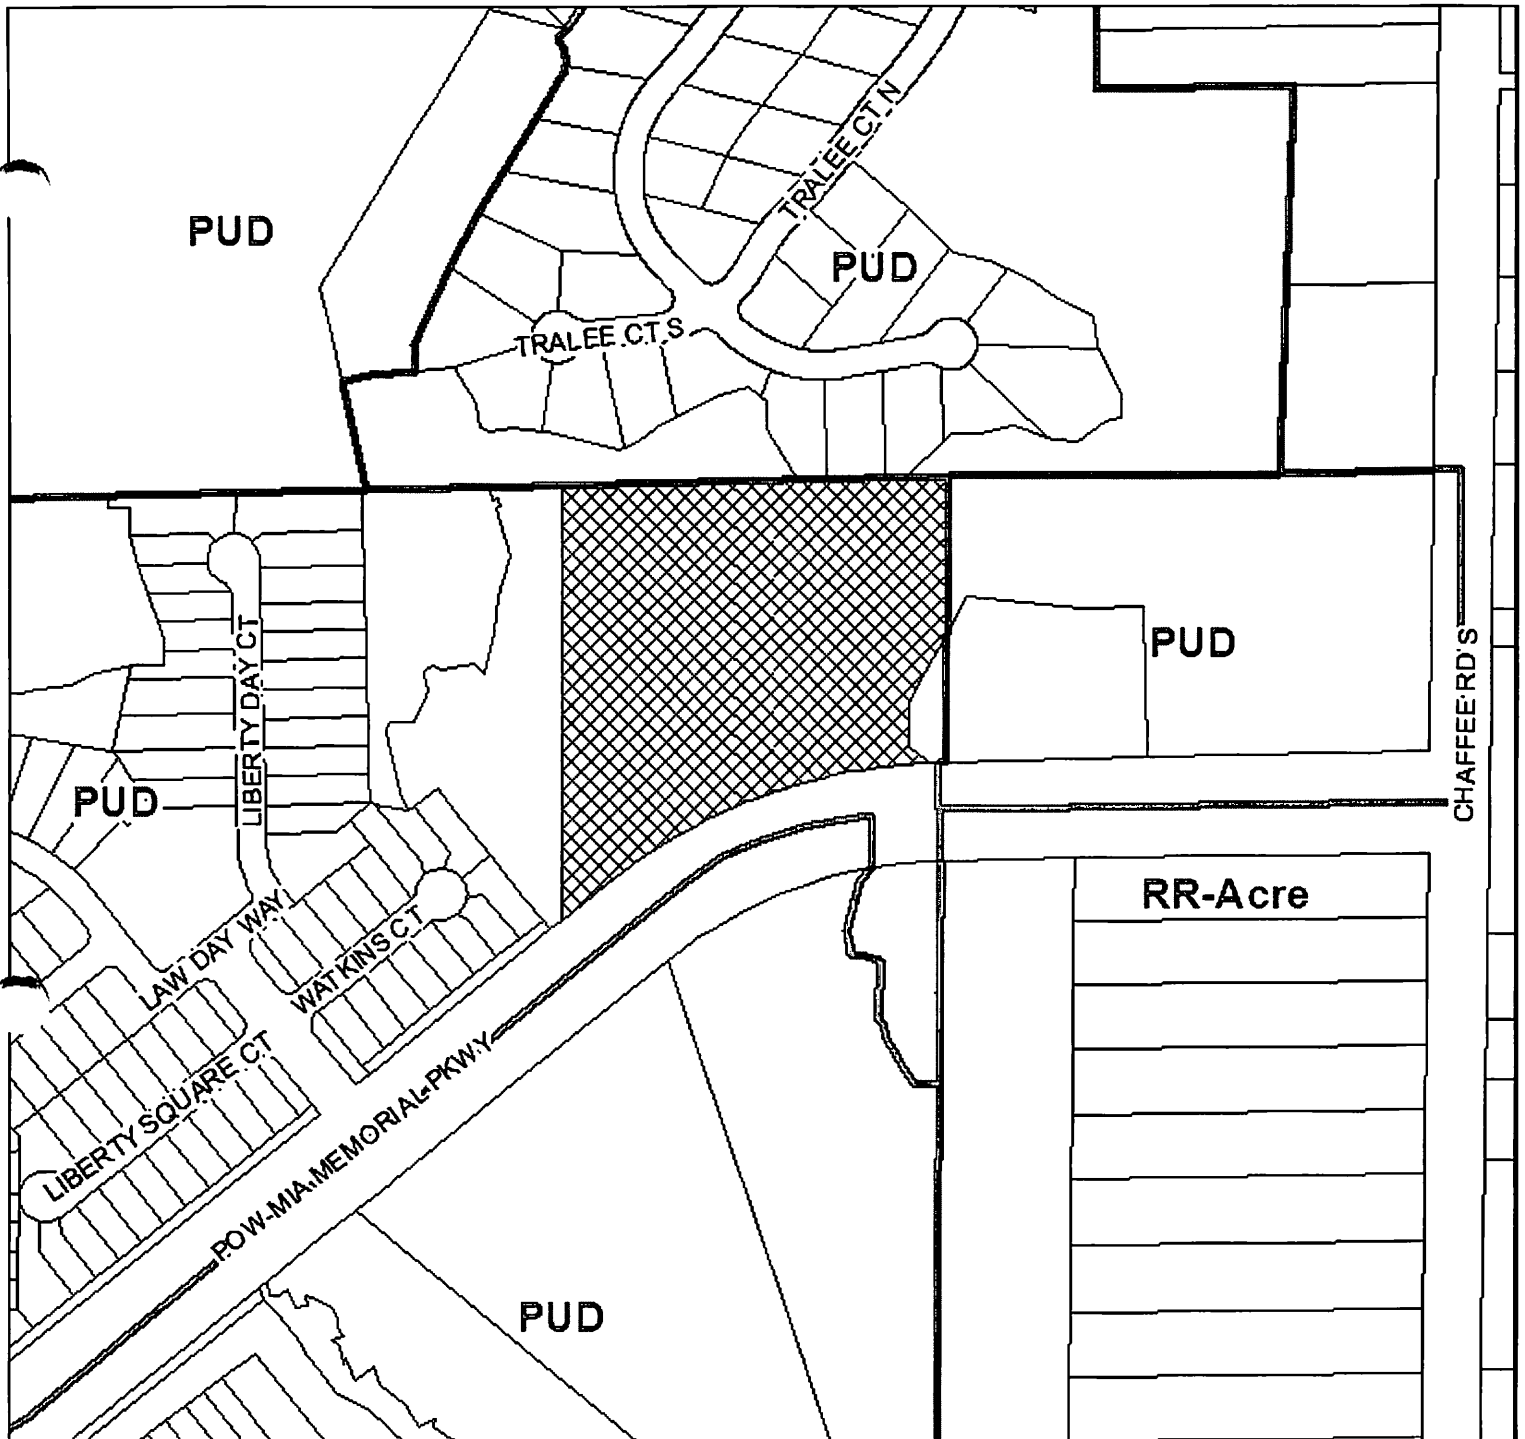 TRALEE CT N
PUD
PUD
TRALEE CT S
PUD
CHAFFEE RD S
LIBERTY DAY CT
PUD
RR-Acre
LAW DAY WAY
WATKINS CT
LIBERTY SQUARE CT
POW-MIA MEMORIAL PKWY
PUD